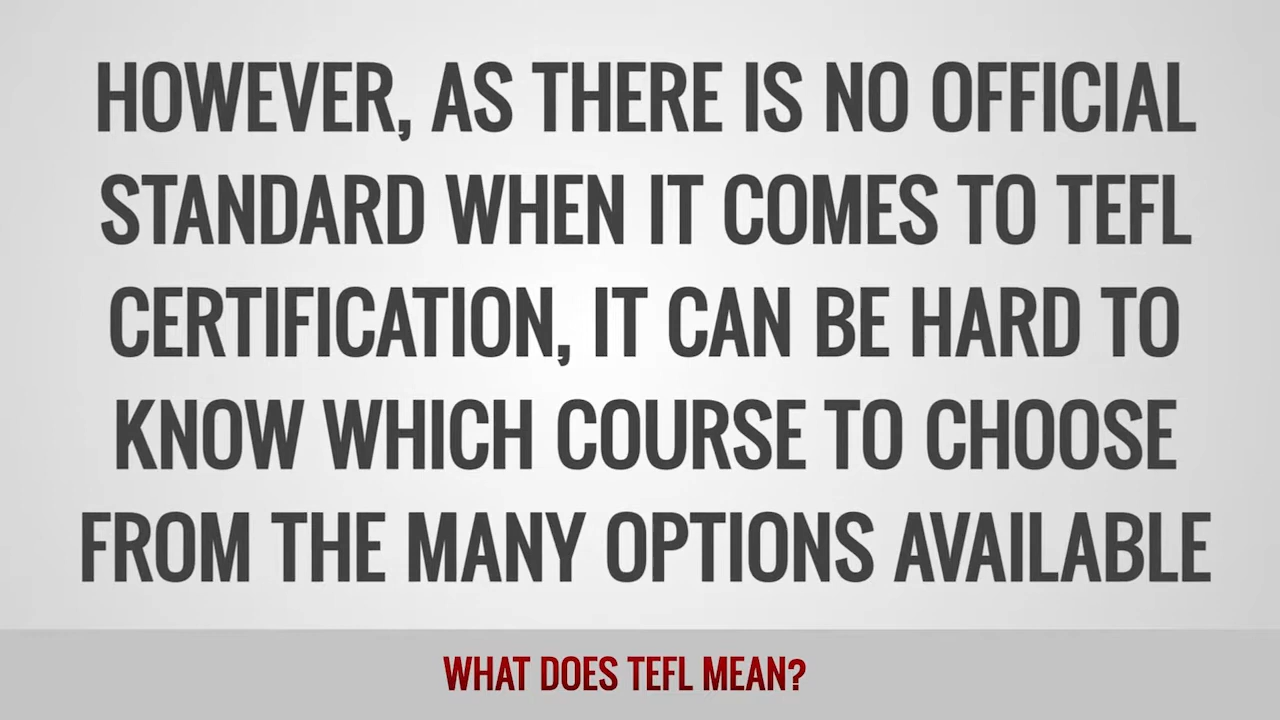 HOWEVER, AS THERE IS NO OFFICIAL
STANDARD WHEN IT COMES TO TEFL
CERTIFICATION, IT CAN BE HARD TO
KNOW WHICH COURSE TO CHOOSE
FROM THE MANY OPTIONS AVAILABLE
WHAT DOES TEFL MEAN?